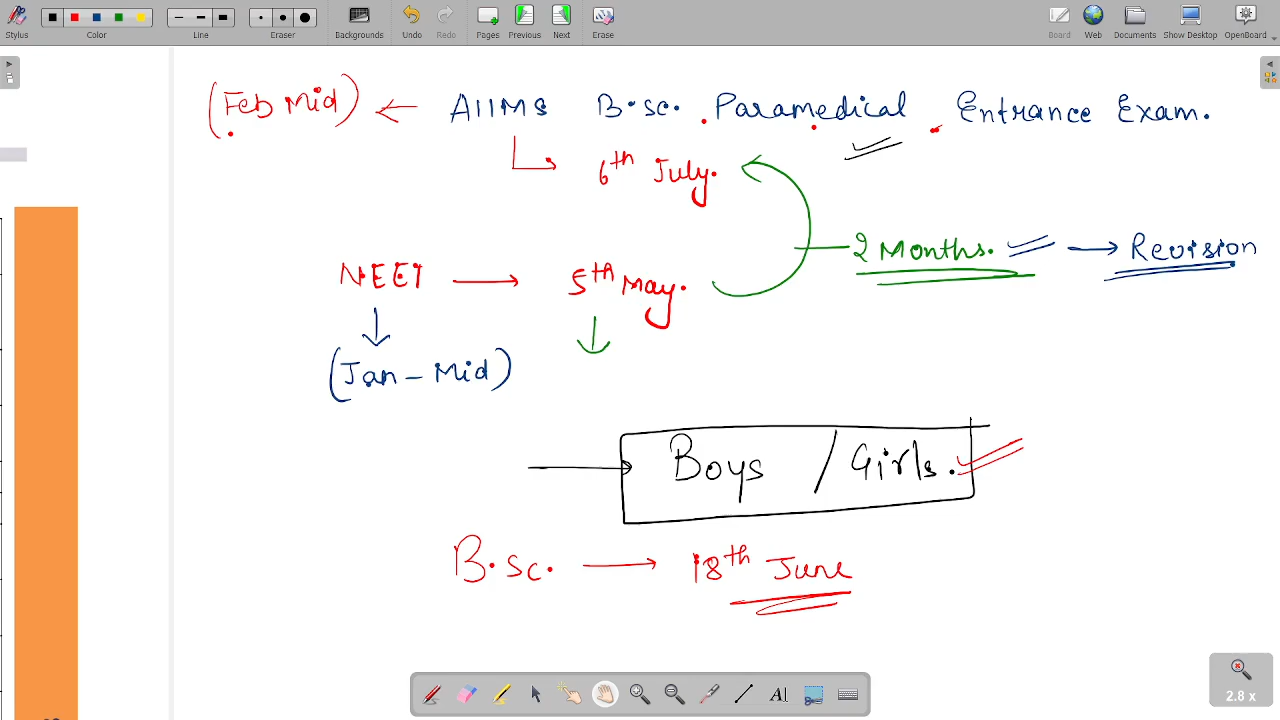 Stylus Color Line Eraser Backgrounds Undo Redo Pages Previous Next Erase Board Web Documents Show Desktop OpenBoard
(Feb Mid) ← AIIMS B.sc. Paramedical Entrance Exam.
6th July.
2 Months. → Revision
NEET → 5th May.
(Jan - Mid)
Boys / Girls.
B.sc. → 18th June
2.8 x